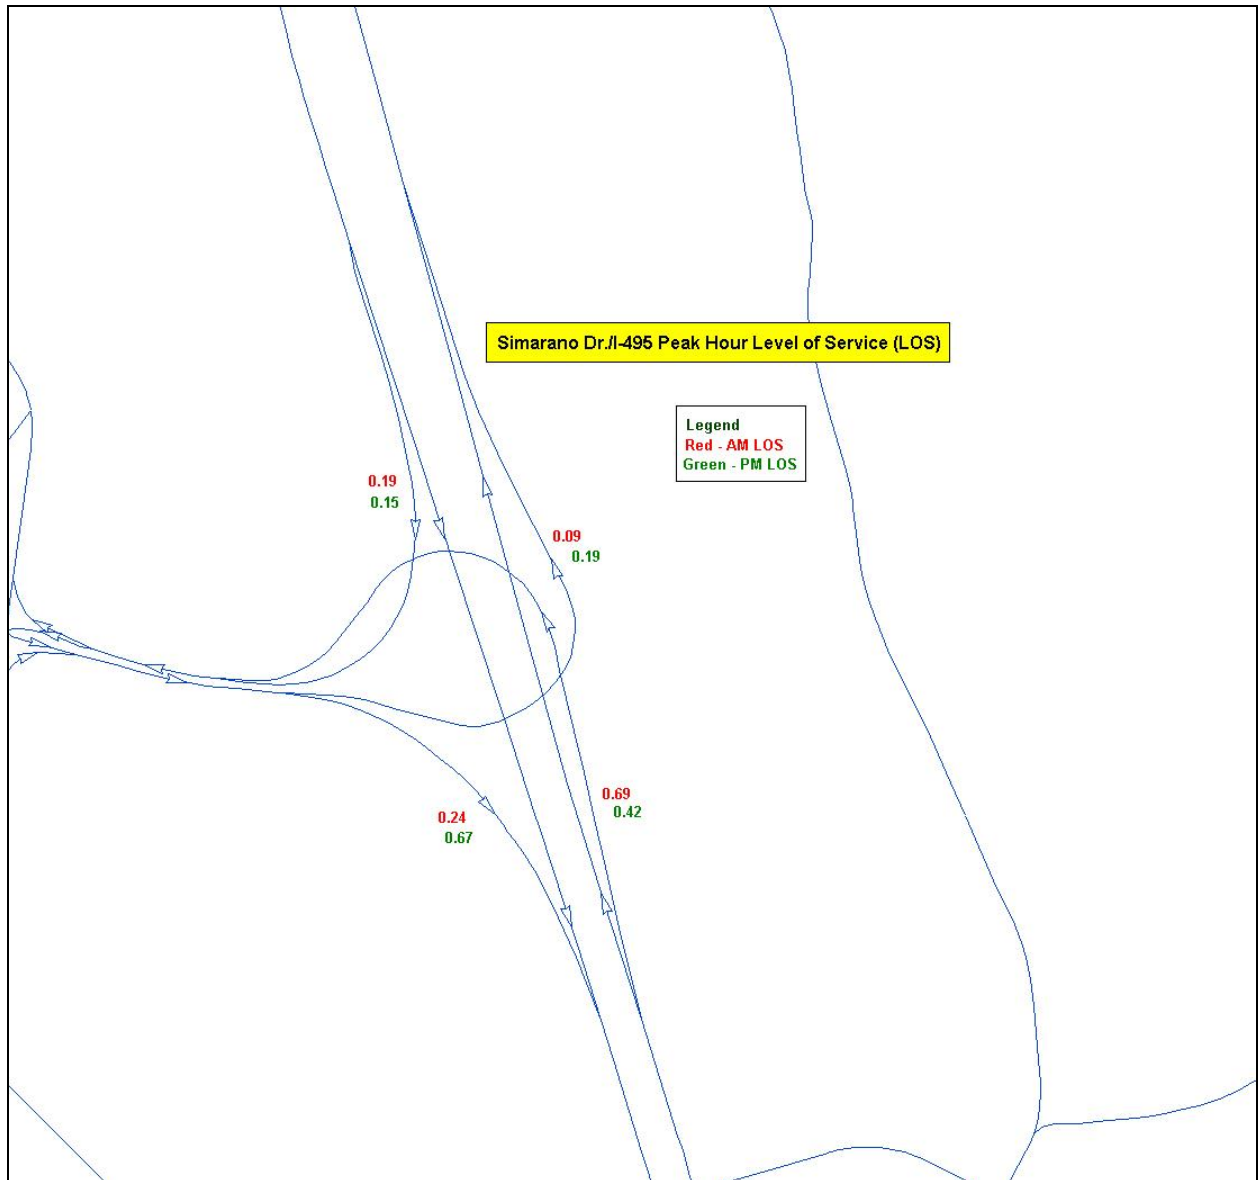 Simarano Dr./I-495 Peak Hour Level of Service (LOS)
Legend
Red - AM LOS
Green - PM LOS
0.19
0.15
0.09
0.19
0.69
0.42
0.24
0.67